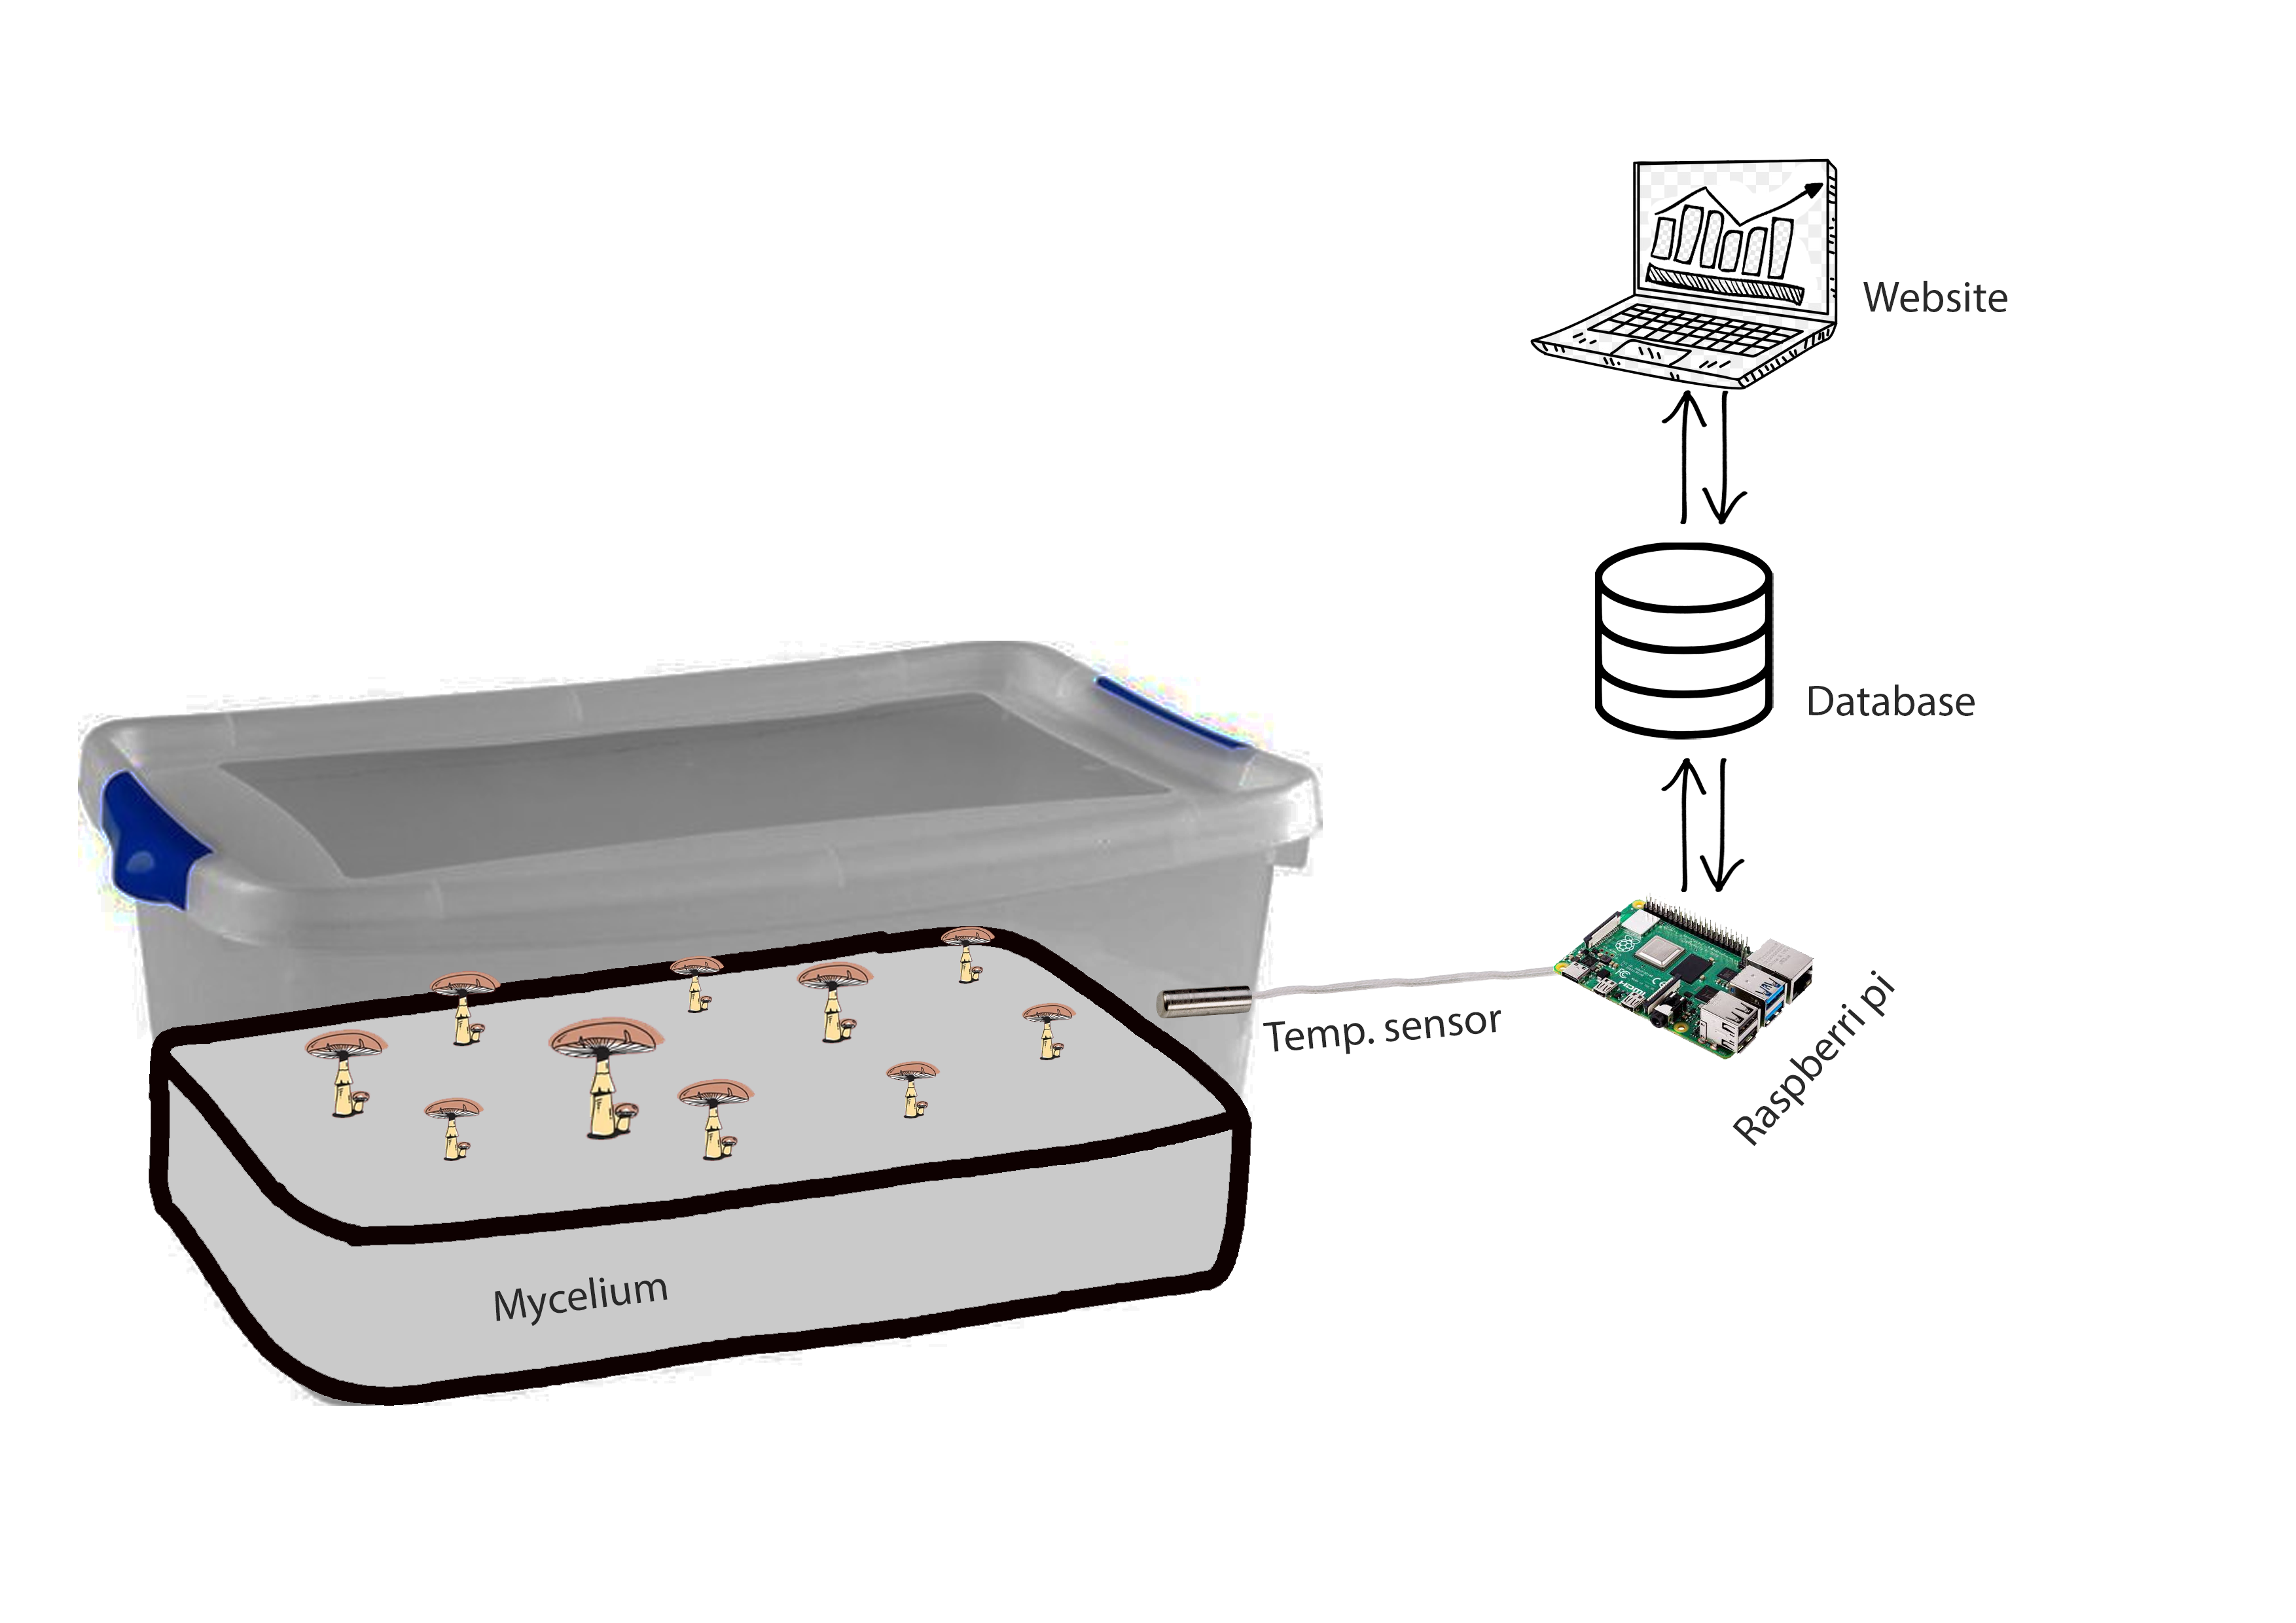 Website
Database
Temp. sensor
Raspberri pi
Mycelium